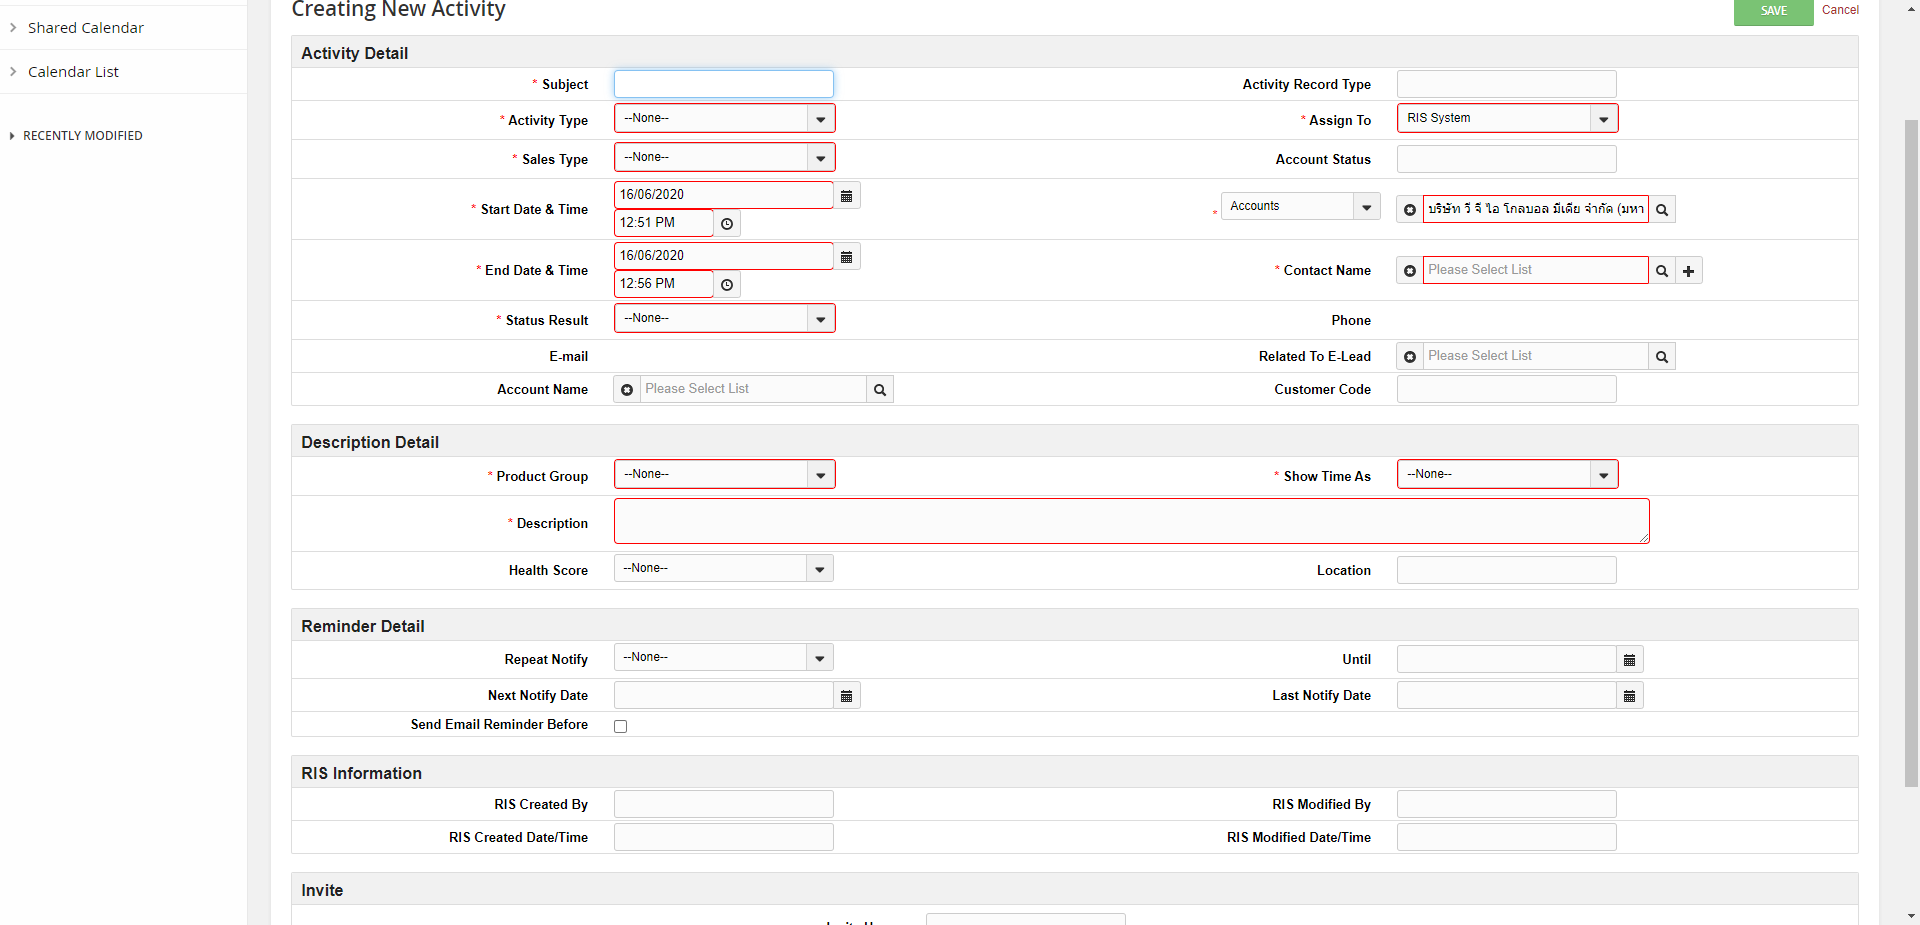 Creating New Activity
SAVE
Cancel
Shared Calendar
Calendar List
RECENTLY MODIFIED
Activity Detail
* Subject
Activity Record Type
* Activity Type
--None--
* Assign To
RIS System
* Sales Type
--None--
Account Status
* Start Date & Time
16/06/2020
12:51 PM
* Accounts
บริษัท วี จี ไอ โกลบอล มีเดีย จำกัด (มหา
* End Date & Time
16/06/2020
12:56 PM
* Contact Name
Please Select List
* Status Result
--None--
Phone
E-mail
Related To E-Lead
Please Select List
Account Name
Please Select List
Customer Code
Description Detail
* Product Group
--None--
* Show Time As
--None--
* Description
Health Score
--None--
Location
Reminder Detail
Repeat Notify
--None--
Until
Next Notify Date
Last Notify Date
Send Email Reminder Before
RIS Information
RIS Created By
RIS Modified By
RIS Created Date/Time
RIS Modified Date/Time
Invite